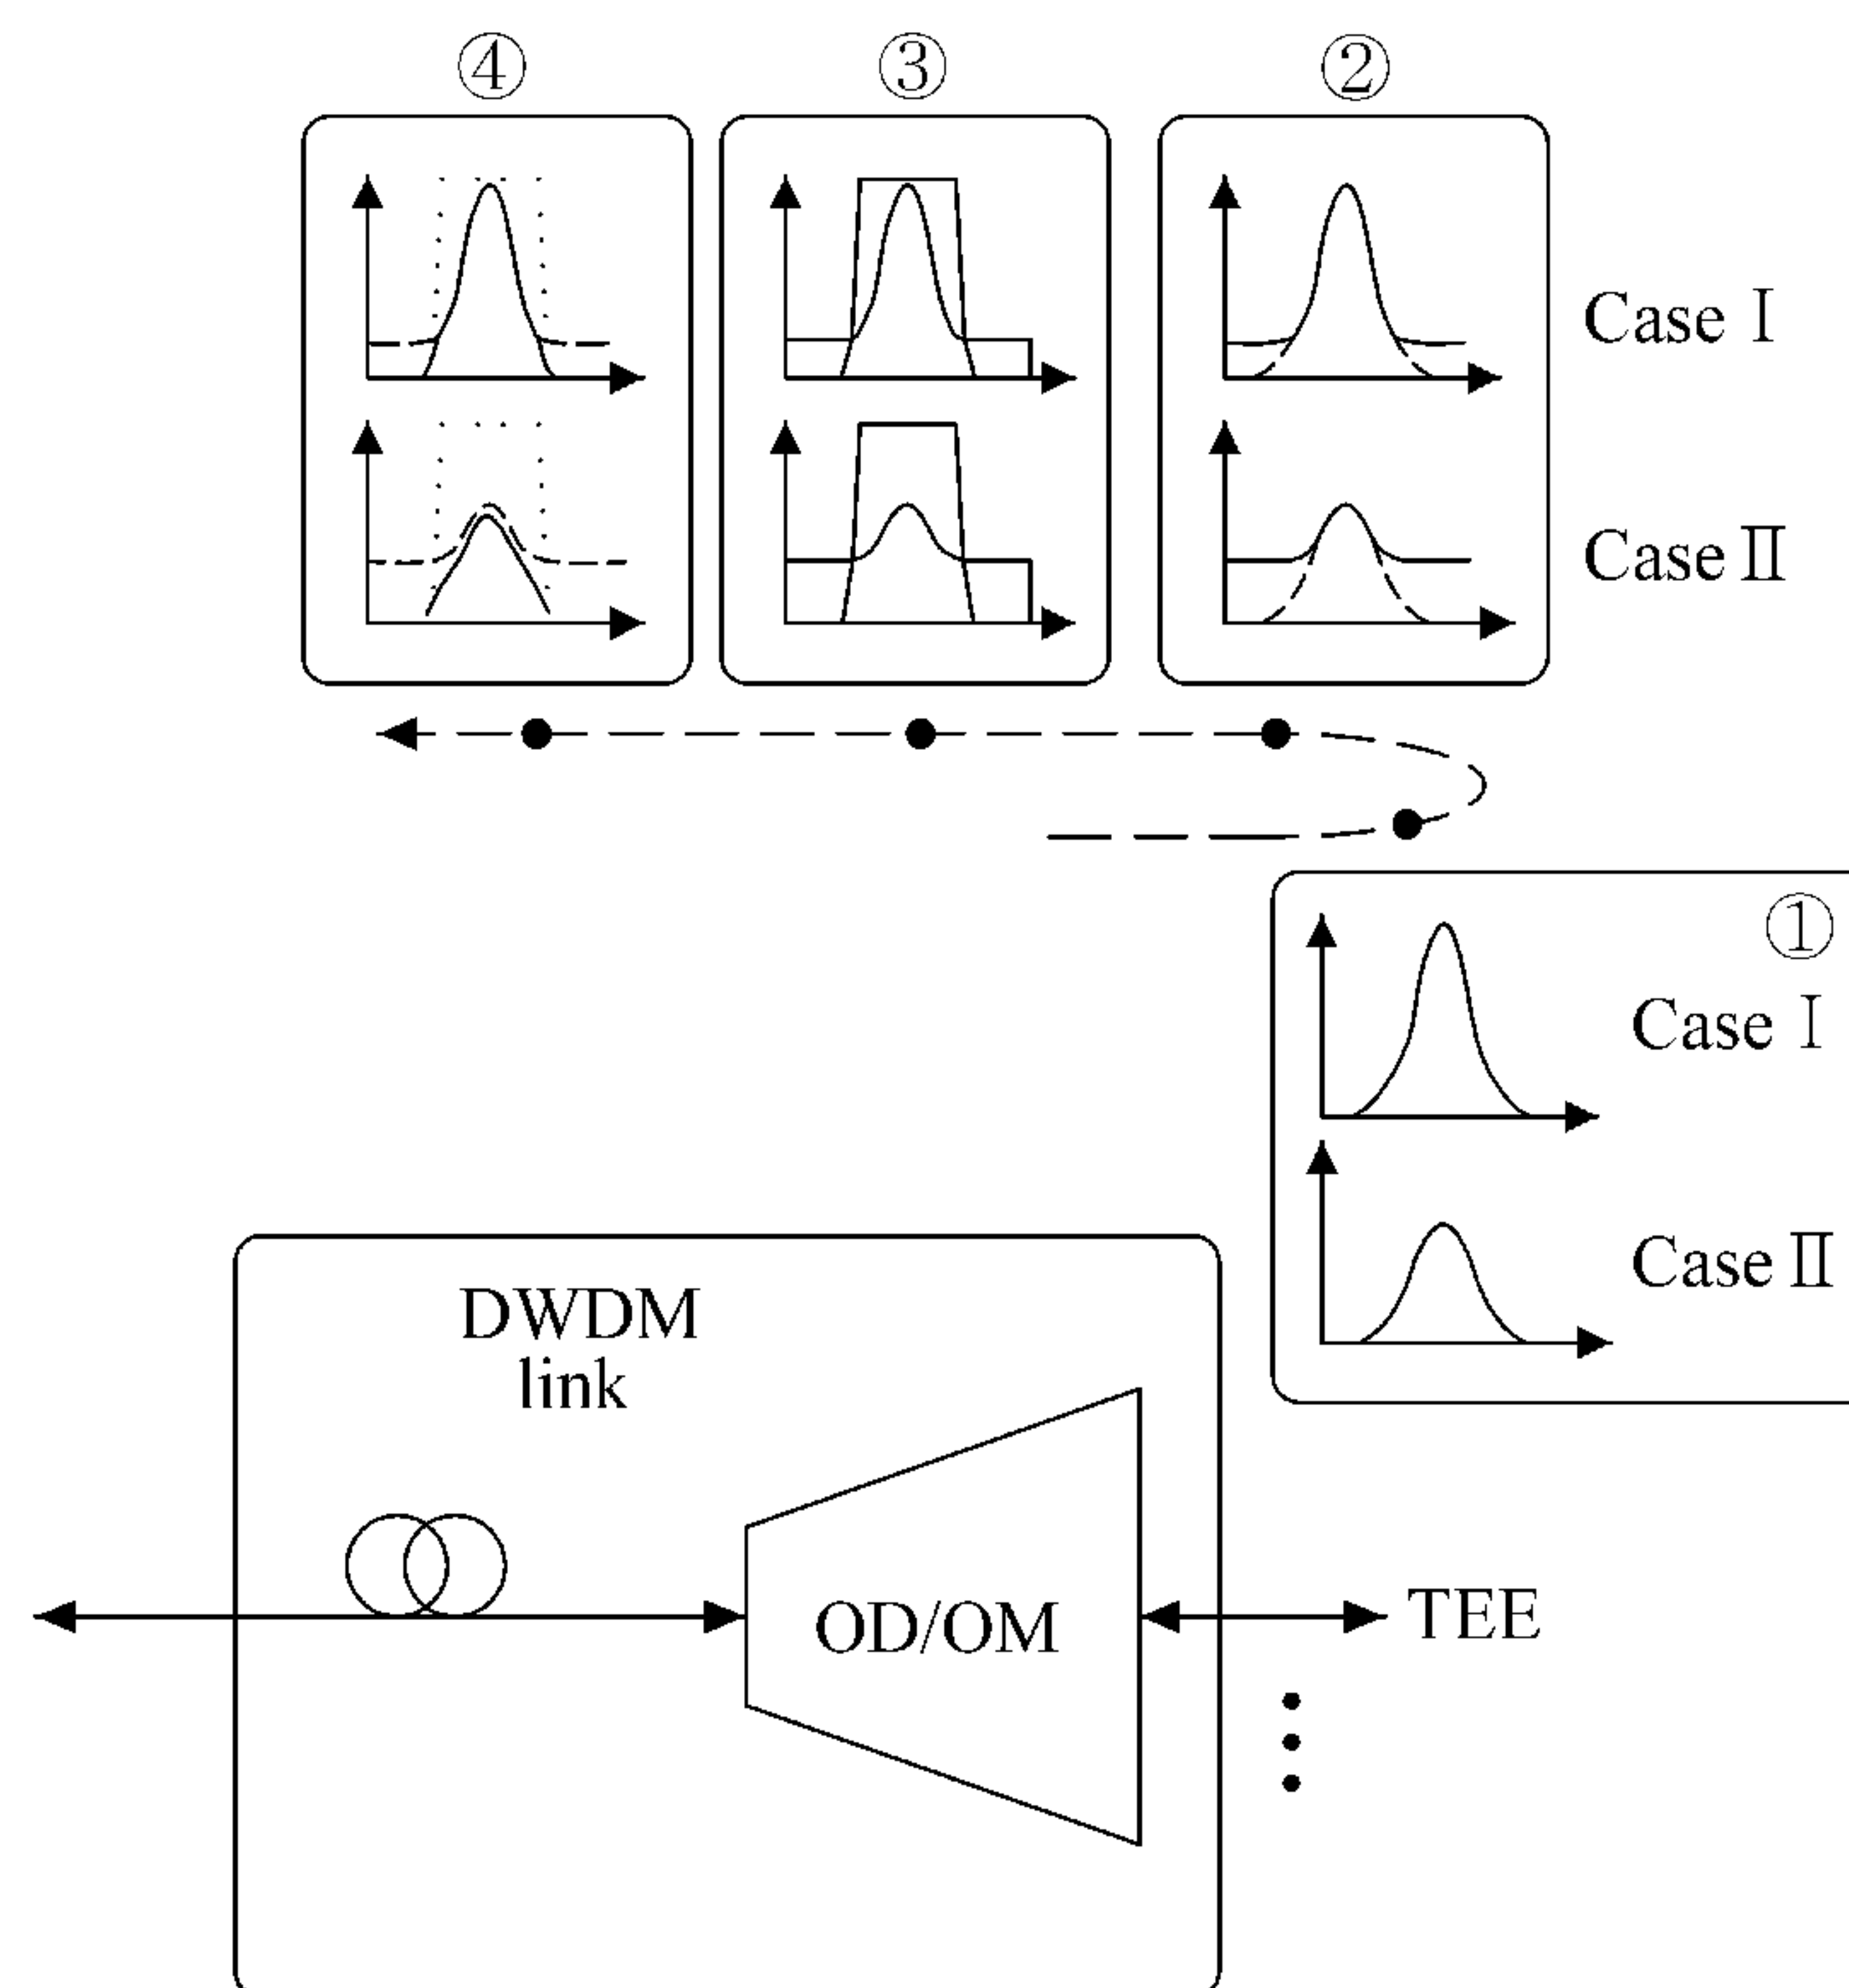 ④ ③ ②
Case Ⅰ
Case Ⅱ
①
Case Ⅰ
Case Ⅱ
DWDM
link
OD/OM
TEE